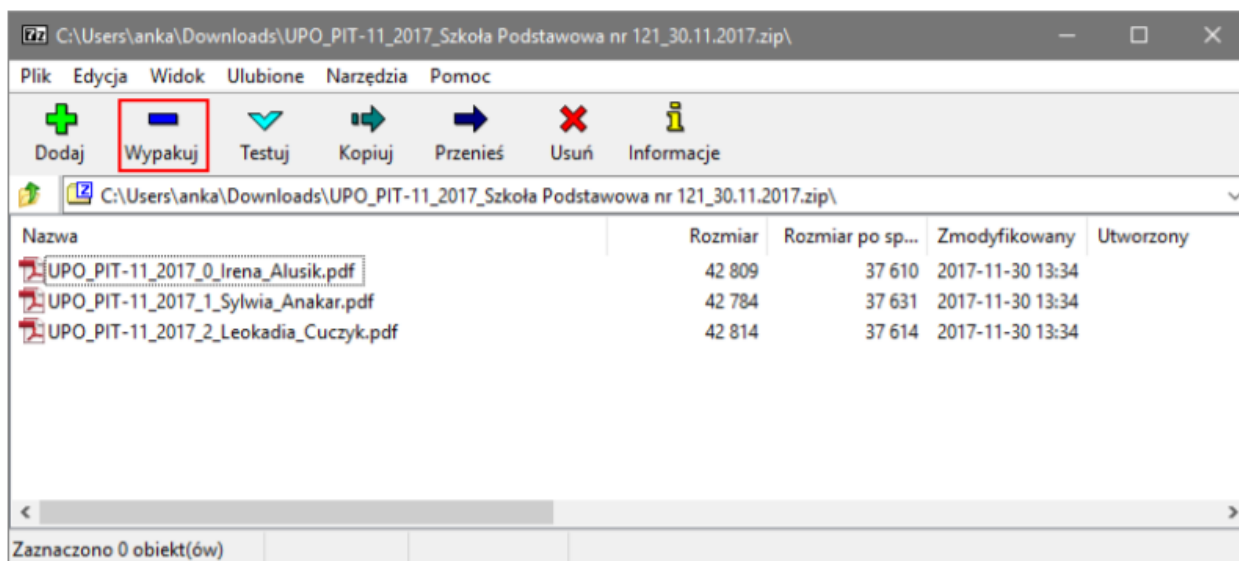 C:\Users\anka\Downloads\UPO_PIT-11_2017_Szkoła Podstawowa nr 121_30.11.2017.zip\
Plik Edycja Widok Ulubione Narzędzia Pomoc
Dodaj Wypakuj Testuj Kopiuj Przenieś Usuń Informacje
C:\Users\anka\Downloads\UPO_PIT-11_2017_Szkoła Podstawowa nr 121_30.11.2017.zip\
Nazwa Rozmiar Rozmiar po sp... Zmodyfikowany Utworzony
UPO_PIT-11_2017_0_Irena_Alusik.pdf 42 809 37 610 2017-11-30 13:34
UPO_PIT-11_2017_1_Sylwia_Anakar.pdf 42 784 37 631 2017-11-30 13:34
UPO_PIT-11_2017_2_Leokadia_Cuczyk.pdf 42 814 37 614 2017-11-30 13:34
Zaznaczono 0 obiekt(ów)